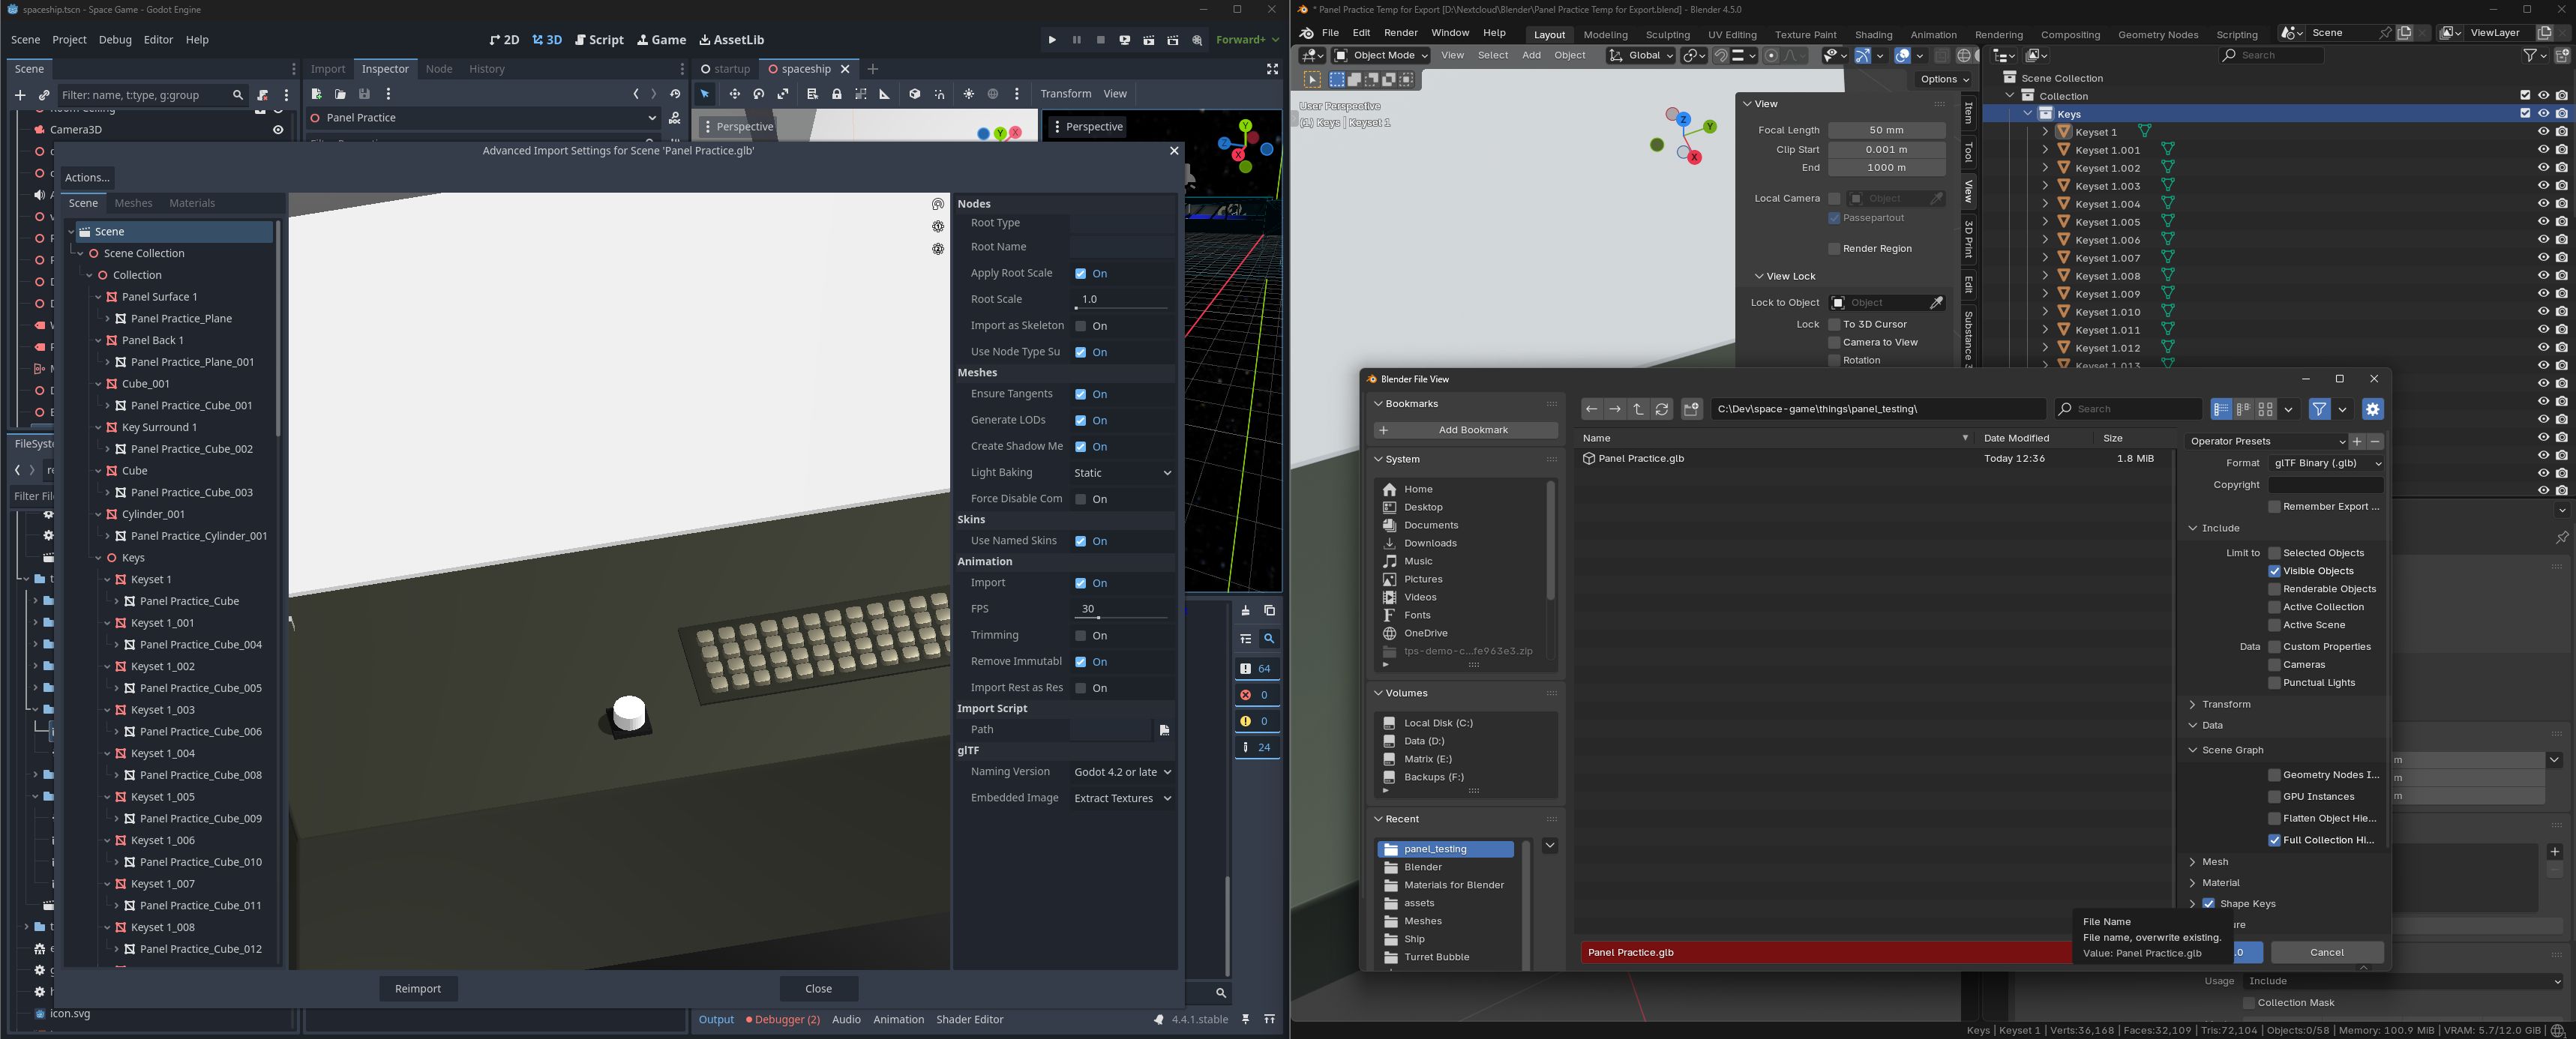 spaceship.tscn - Space Game - Godot Engine
Scene Project Debug Editor Help
2D 3D Script Game AssetLib
Forward+
Scene
Import Inspector Node History
startup spaceship
Filter: name, t:type, g:group
Transform View
Camera3D
Panel Practice
Perspective
Perspective
Advanced Import Settings for Scene 'Panel Practice.glb'
Actions...
Scene Meshes Materials
Scene
Scene Collection
Collection
Panel Surface 1
Panel Practice_Plane
Panel Back 1
Panel Practice_Plane_001
Cube_001
Panel Practice_Cube_001
Key Surround 1
Panel Practice_Cube_002
Cube
Panel Practice_Cube_003
Cylinder_001
Panel Practice_Cylinder_001
Keys
Keyset 1
Panel Practice_Cube
Keyset 1_001
Panel Practice_Cube_004
Keyset 1_002
Panel Practice_Cube_005
Keyset 1_003
Panel Practice_Cube_006
Keyset 1_004
Panel Practice_Cube_008
Keyset 1_005
Panel Practice_Cube_009
Keyset 1_006
Panel Practice_Cube_010
Keyset 1_007
Panel Practice_Cube_011
Keyset 1_008
Panel Practice_Cube_012
Nodes
Root Type
Root Name
Apply Root Scale On
Root Scale 1.0
Import as Skeleton On
Use Node Type Su On
Meshes
Ensure Tangents On
Generate LODs On
Create Shadow Me On
Light Baking Static
Force Disable Com On
Skins
Use Named Skins On
Animation
Import On
FPS 30
Trimming On
Remove Immutabl On
Import Rest as Res On
Import Script
Path
glTF
Naming Version Godot 4.2 or late
Embedded Image Extract Textures
Reimport Close
FileSyste
Filter File
icon.svg
64
0
0
24
Output Debugger (2) Audio Animation Shader Editor
4.4.1.stable
* Panel Practice Temp for Export [D:\Nextcloud\Blender\Panel Practice Temp for Export.blend] - Blender 4.5.0
File Edit Render Window Help
Layout Modeling Sculpting UV Editing Texture Paint Shading Animation Rendering Compositing Geometry Nodes Scripting
Scene ViewLayer
Object Mode View Select Add Object Global
Search
Options
User Perspective
(1) Keys | Keyset 1
View
Focal Length 50 mm
Clip Start 0.001 m
End 1000 m
Local Camera Object
Passepartout
Render Region
View Lock
Lock to Object Object
Lock To 3D Cursor
Camera to View
Rotation
Item
Tool
View
3D Print
Edit
Substance 3
Scene Collection
Collection
Keys
Keyset 1
Keyset 1.001
Keyset 1.002
Keyset 1.003
Keyset 1.004
Keyset 1.005
Keyset 1.006
Keyset 1.007
Keyset 1.008
Keyset 1.009
Keyset 1.010
Keyset 1.011
Keyset 1.012
Keyset 1.013
Blender File View
Bookmarks
Add Bookmark
System
Home
Desktop
Documents
Downloads
Music
Pictures
Videos
Fonts
OneDrive
tps-demo-c...fe963e3.zip
Volumes
Local Disk (C:)
Data (D:)
Matrix (E:)
Backups (F:)
Recent
panel_testing
Blender
Materials for Blender
assets
Meshes
Ship
Turret Bubble
C:\Dev\space-game\things\panel_testing\
Search
Name Date Modified Size
Panel Practice.glb Today 12:36 1.8 MiB
Operator Presets
Format glTF Binary (.glb)
Copyright
Remember Export ...
Include
Limit to Selected Objects
Visible Objects
Renderable Objects
Active Collection
Active Scene
Data Custom Properties
Cameras
Punctual Lights
Transform
Data
Scene Graph
Geometry Nodes I...
GPU Instances
Flatten Object Hie...
Full Collection Hi...
Mesh
Material
Shape Keys
File Name
File name, overwrite existing.
Value: Panel Practice.glb
Panel Practice.glb
Cancel
Usage Include
Collection Mask
Keys | Keyset 1 | Verts:36,168 | Faces:32,109 | Tris:72,104 | Objects:0/58 | Memory: 100.9 MiB | VRAM: 5.7/12.0 GiB